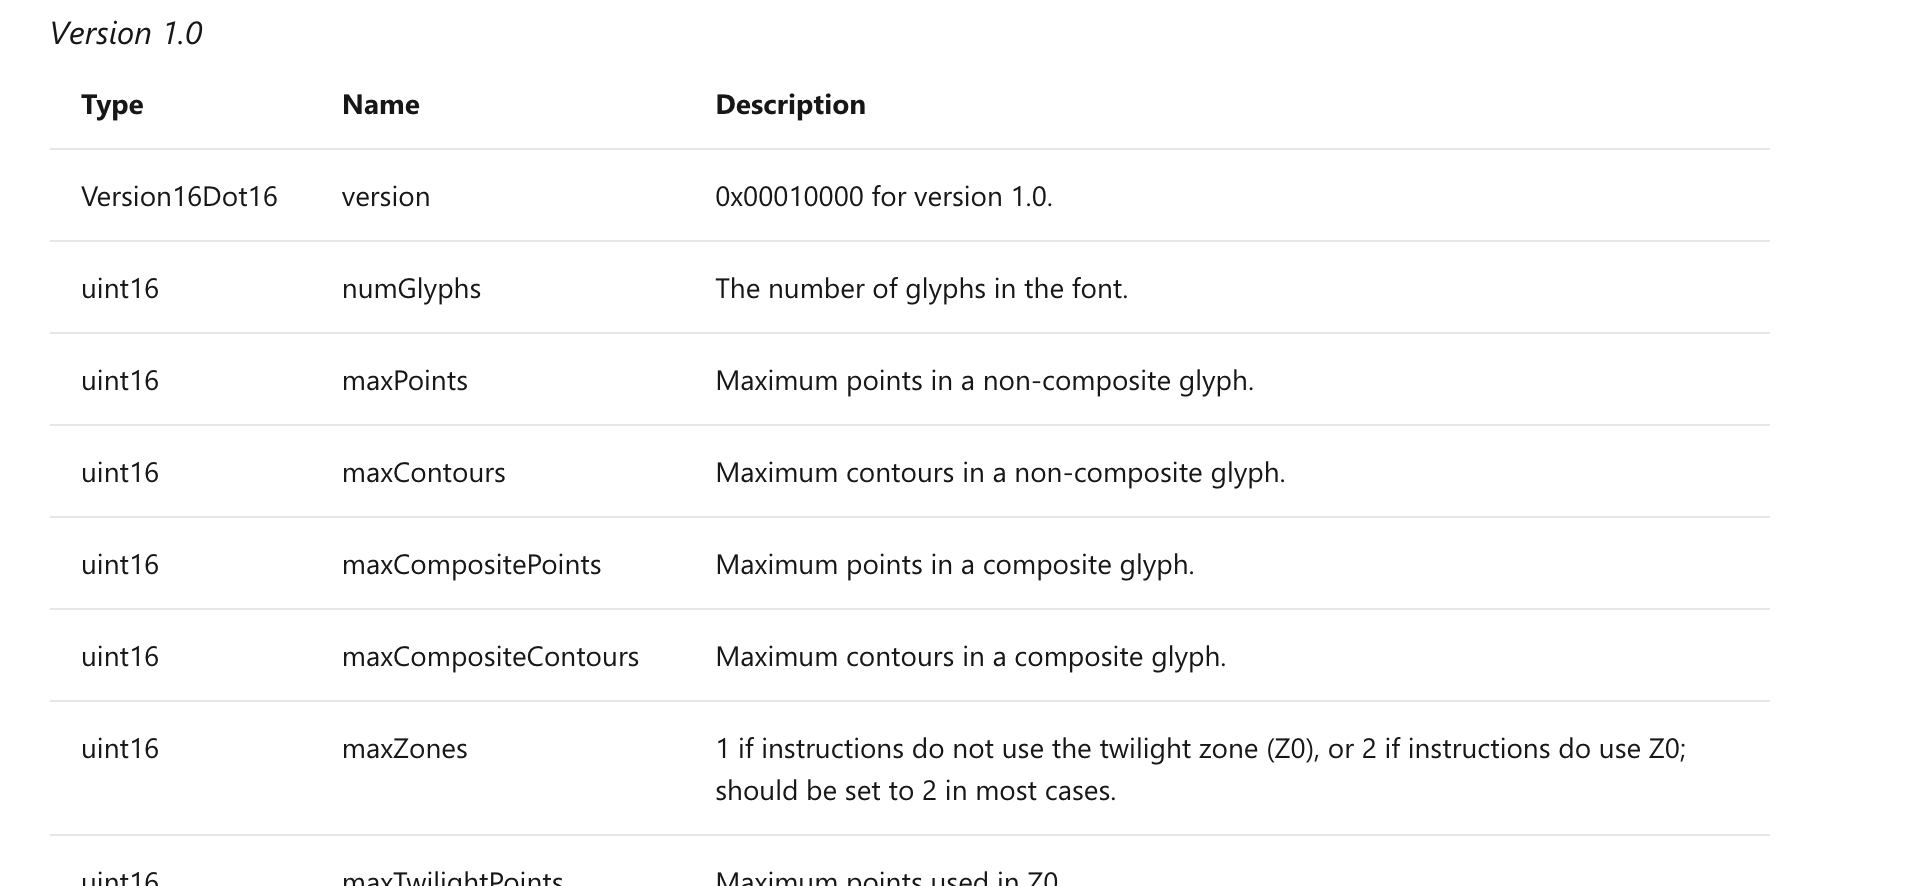 Version 1.0
Type Name Description
Version16Dot16 version 0x00010000 for version 1.0.
uint16 numGlyphs The number of glyphs in the font.
uint16 maxPoints Maximum points in a non-composite glyph.
uint16 maxContours Maximum contours in a non-composite glyph.
uint16 maxCompositePoints Maximum points in a composite glyph.
uint16 maxCompositeContours Maximum contours in a composite glyph.
uint16 maxZones 1 if instructions do not use the twilight zone (Z0), or 2 if instructions do use Z0;
should be set to 2 in most cases.
uint16 maxTwilightPoints Maximum points used in Z0